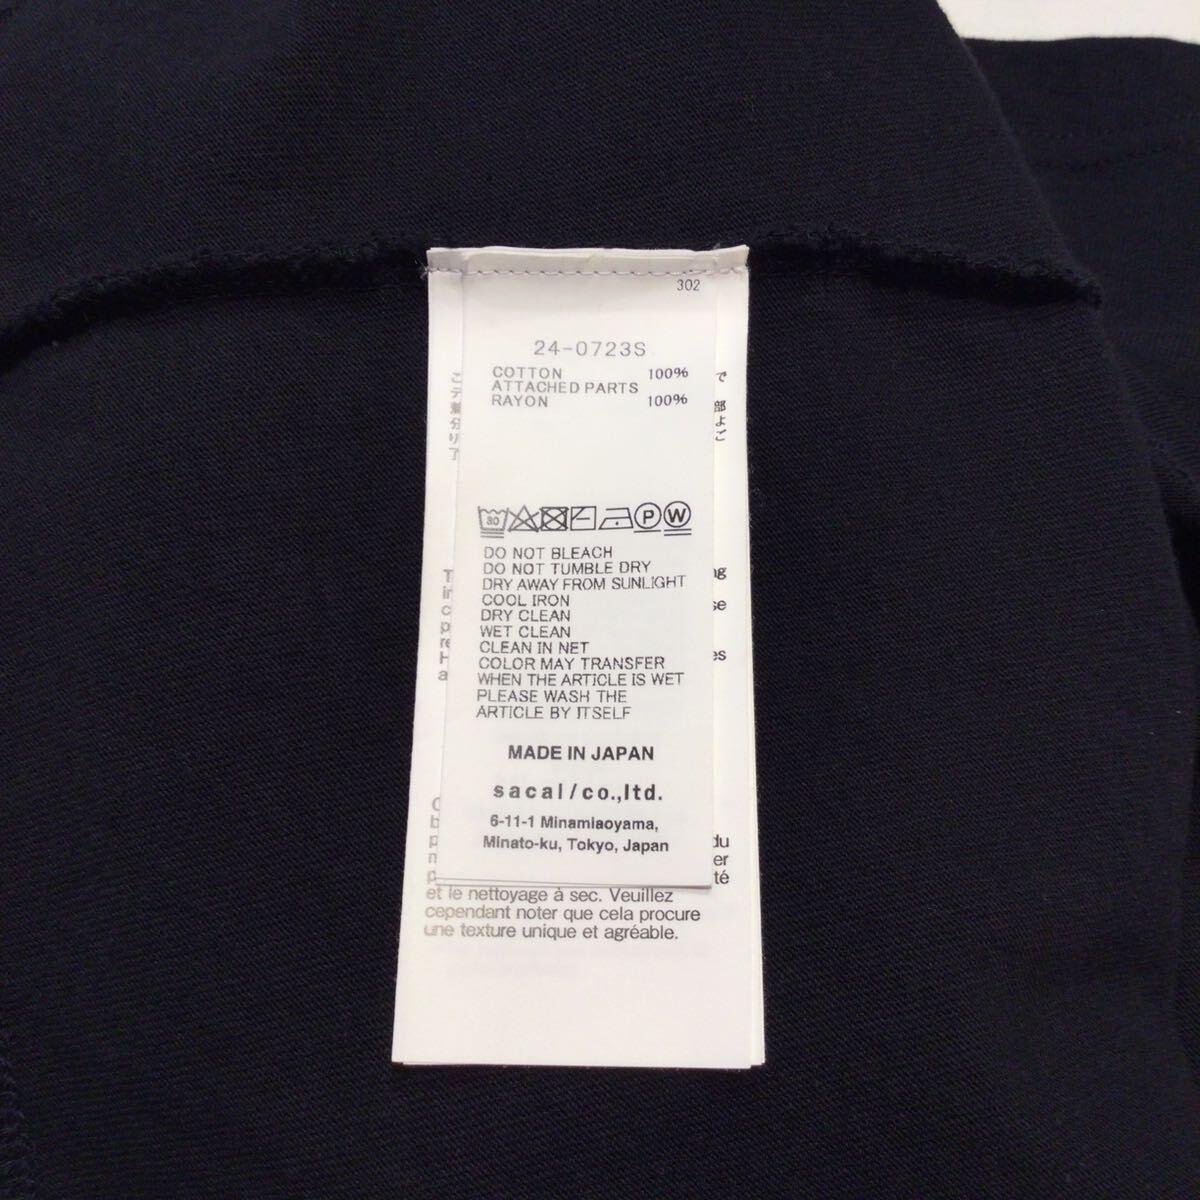 302
24-0723S
COTTON 100%
ATTACHED PARTS
RAYON 100%
30
P
W
DO NOT BLEACH
DO NOT TUMBLE DRY
DRY AWAY FROM SUNLIGHT
COOL IRON
DRY CLEAN
WET CLEAN
CLEAN IN NET
COLOR MAY TRANSFER
WHEN THE ARTICLE IS WET
PLEASE WASH THE
ARTICLE BY ITSELF
MADE IN JAPAN
sacai/co.,ltd.
6-11-1 Minamiaoyama,
Minato-ku, Tokyo, Japan
et le nettoyage à sec. Veuillez
cependant noter que cela procure
une texture unique et agréable.